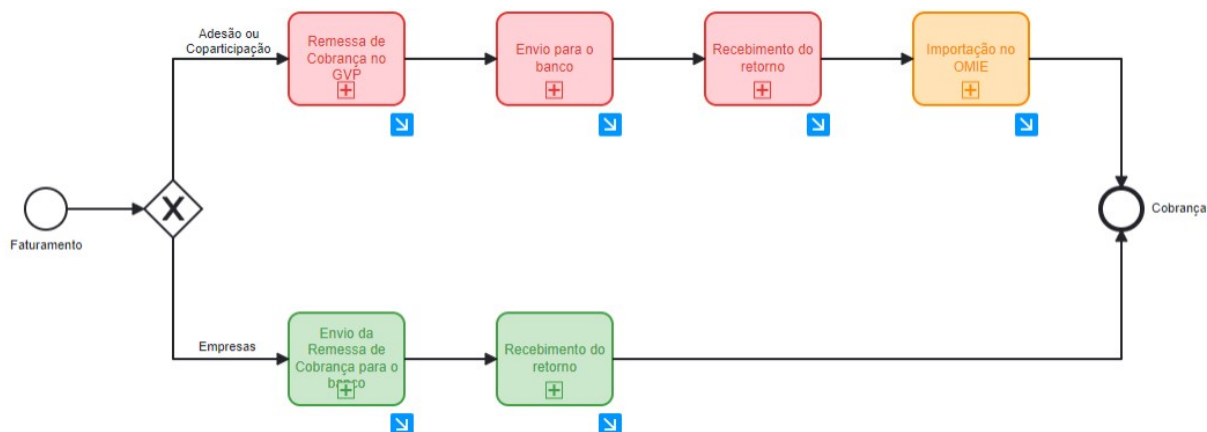 Adesão ou
Coparticipação
Remessa de
Cobrança no
GVP
Envio para o
banco
Recebimento do
retorno
Importação no
OMIE
X
Faturamento
Cobrança
Empresas
Envio da
Remessa de
Cobrança para o
banco
Recebimento do
retorno